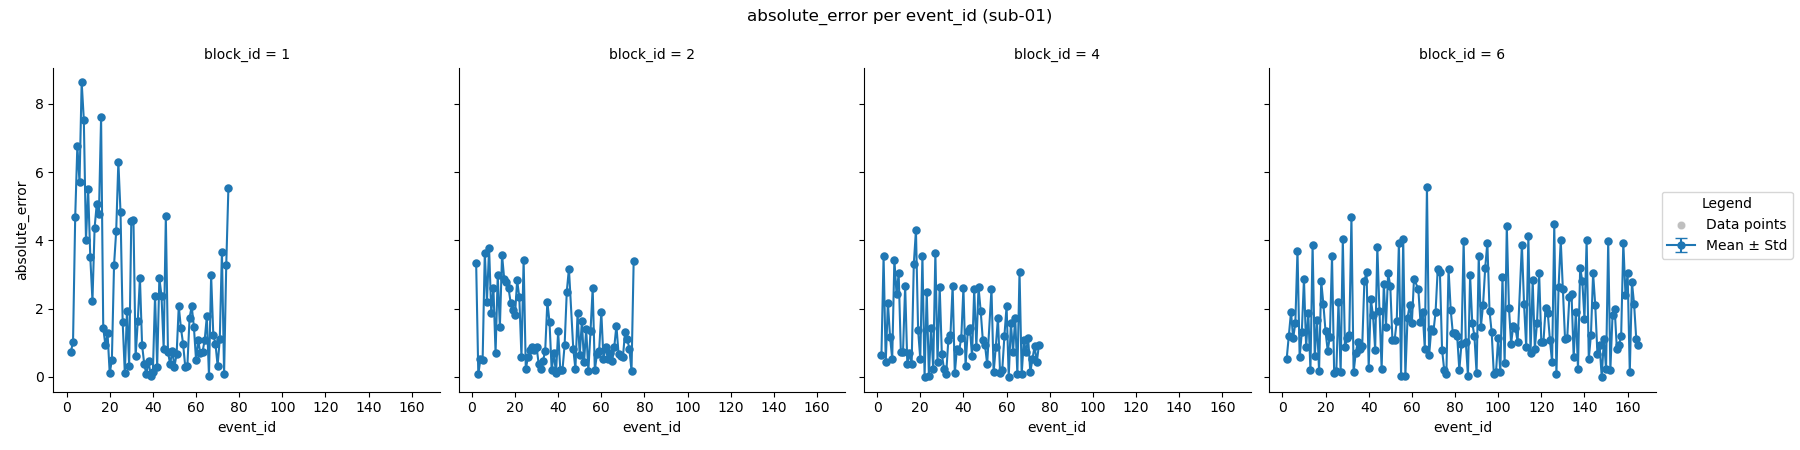 absolute_error per event_id (sub-01)
block_id = 1
block_id = 2
block_id = 4
block_id = 6
absolute_error
8
6
4
2
0
0 20 40 60 80 100 120 140 160
0 20 40 60 80 100 120 140 160
0 20 40 60 80 100 120 140 160
0 20 40 60 80 100 120 140 160
event_id
event_id
event_id
event_id
Legend
Data points
Mean ± Std